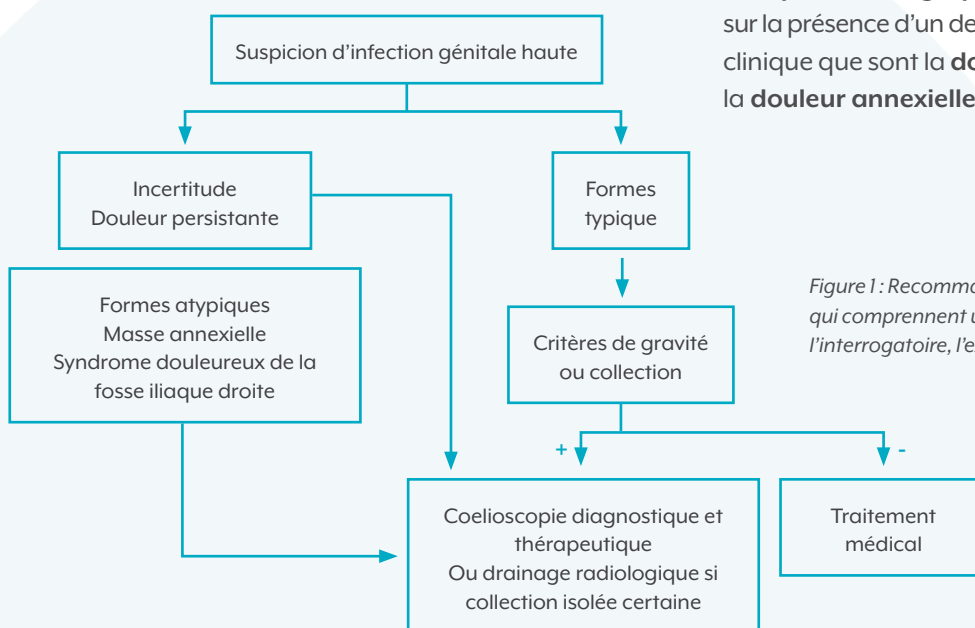 sur la présence d'un de
clinique que sont la do
la douleur annexielle
Suspicion d'infection génitale haute
Incertitude
Douleur persistante
Formes
typique
Formes atypiques
Masse annexielle
Syndrome douleureux de la
fosse iliaque droite
Critères de gravité
ou collection
Figure 1 : Recomma
qui comprennent u
l'interrogatoire, l'e
+
-
Coelioscopie diagnostique et
thérapeutique
Ou drainage radiologique si
collection isolée certaine
Traitement
médical